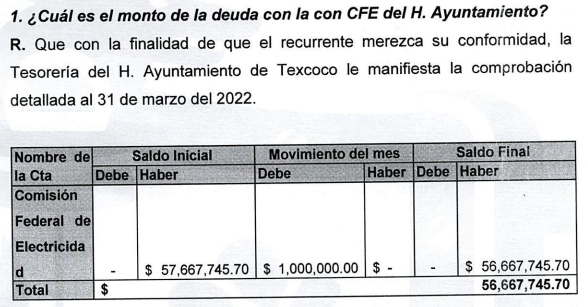 1. ¿Cuál es el monto de la deuda con la con CFE del H. Ayuntamiento?
R. Que con la finalidad de que el recurrente merezca su conformidad, la
Tesorería del H. Ayuntamiento de Texcoco le manifiesta la comprobación
detallada al 31 de marzo del 2022.
Nombre de Saldo Inicial Movimiento del mes Saldo Final
la Cta Debe Haber Debe Haber Debe Haber
Comisión
Federal de
Electricida
d - $ 57,667,745.70 $ 1,000,000.00 $ - - $ 56,667,745.70
Total $ 56,667,745.70